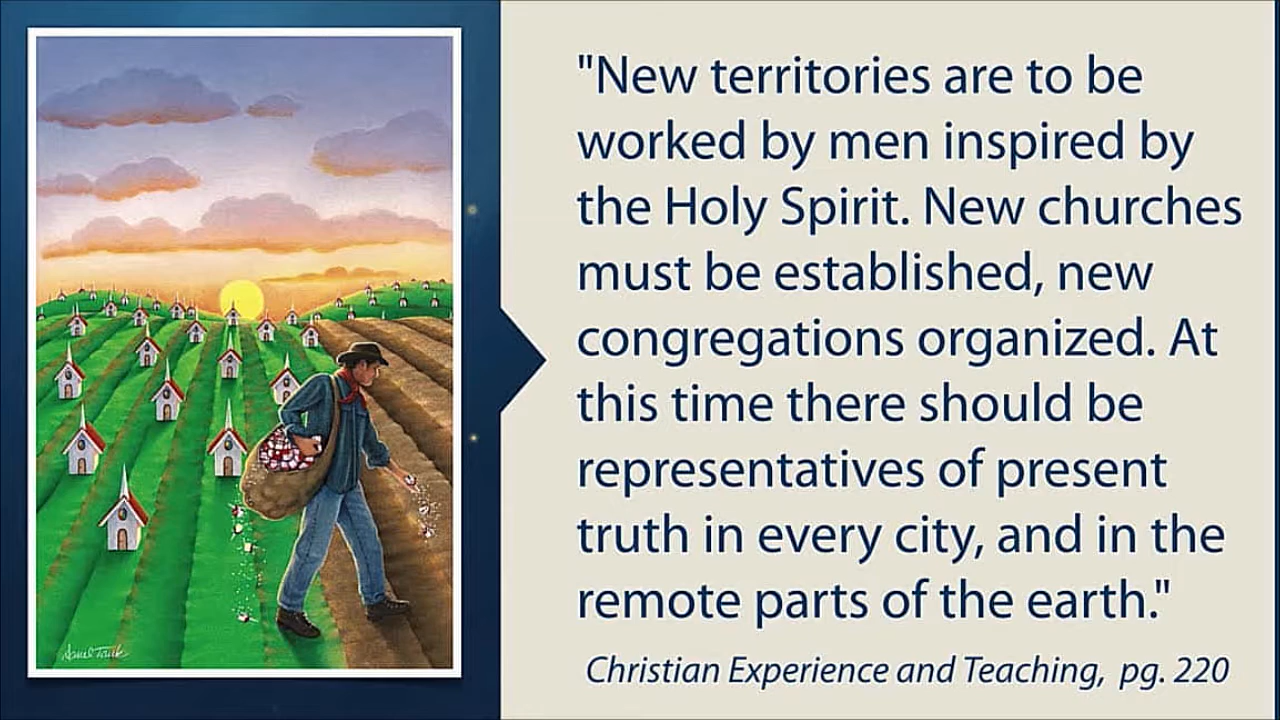 "New territories are to be
worked by men inspired by
the Holy Spirit. New churches
must be established, new
congregations organized. At
this time there should be
representatives of present
truth in every city, and in the
remote parts of the earth."
Christian Experience and Teaching, pg. 220